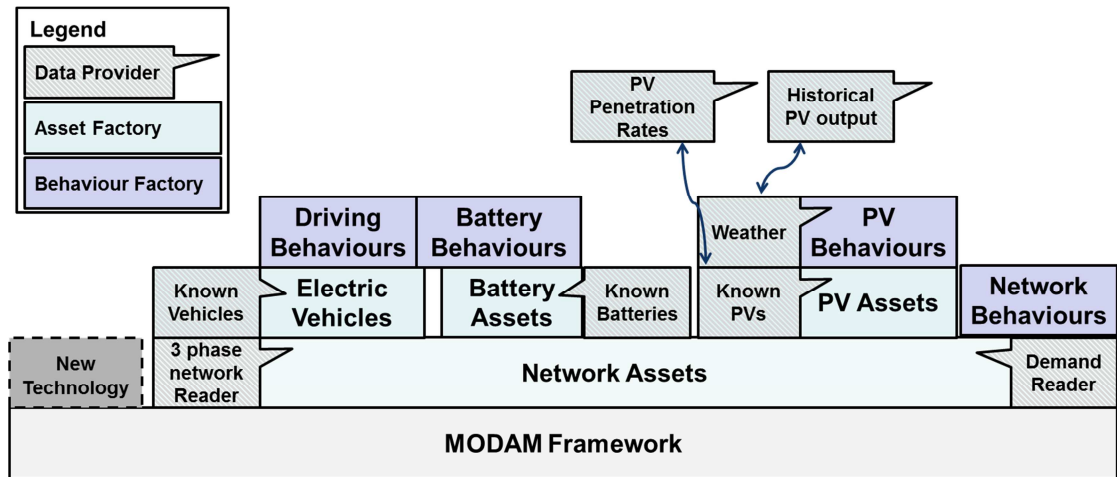 Legend
Data Provider
Asset Factory
Behaviour Factory
PV
Penetration
Rates
Historical
PV output
Driving
Behaviours
Battery
Behaviours
Weather
PV
Behaviours
Known
Vehicles
Electric
Vehicles
Battery
Assets
Known
Batteries
Known
PVs
PV Assets
Network
Behaviours
New
Technology
3 phase
network
Reader
Network Assets
Demand
Reader
MODAM Framework